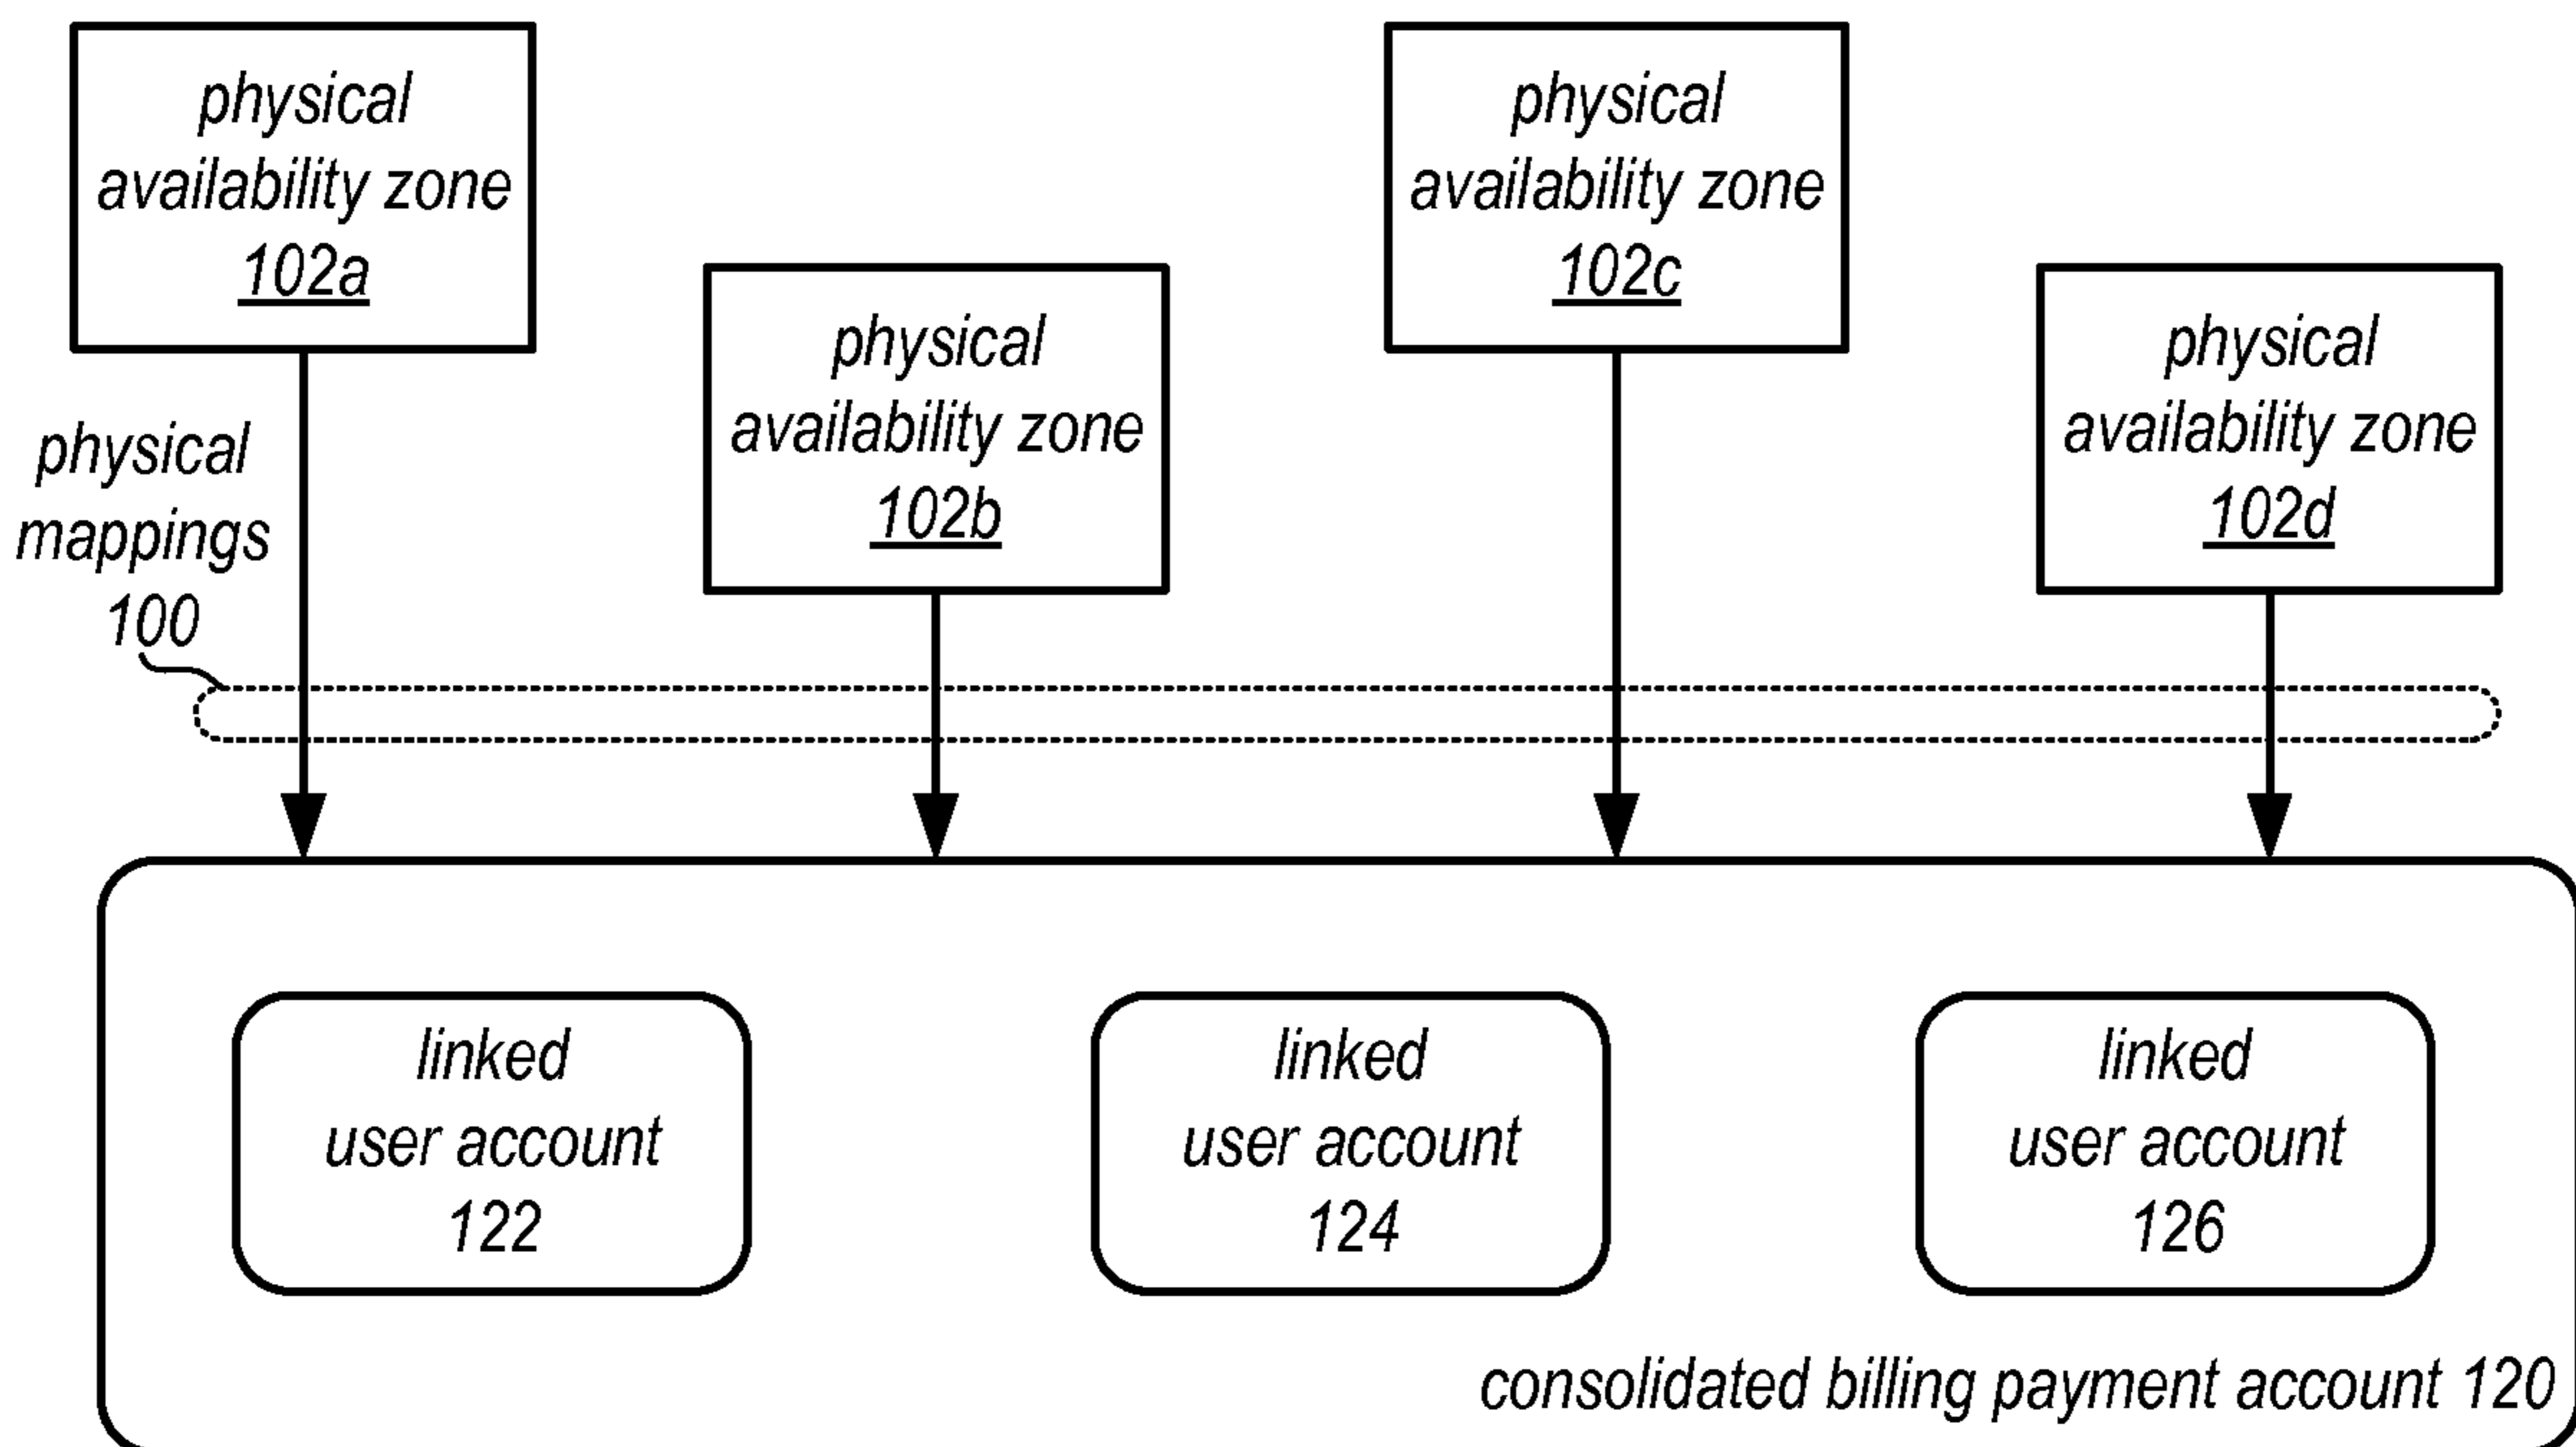 physical
availability zone
102a
physical
availability zone
102c
physical
availability zone
102b
physical
availability zone
102d
physical
mappings
100
linked
user account
122
linked
user account
124
linked
user account
126
consolidated billing payment account 120